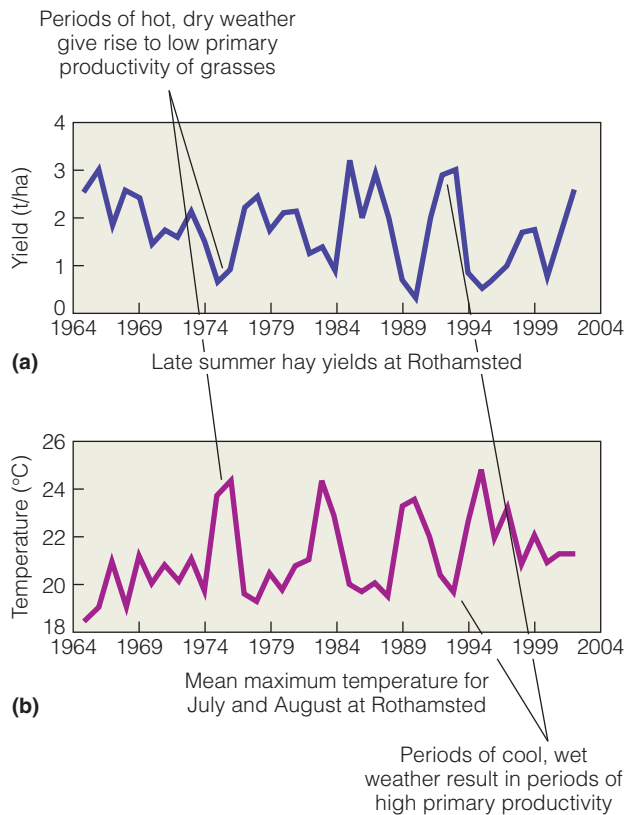 Periods of hot, dry weather
give rise to low primary
productivity of grasses
4
3
2
1
0
Yield (t/ha)
1964 1969 1974 1979 1984 1989 1994 1999 2004
(a) Late summer hay yields at Rothamsted
26
24
22
20
18
Temperature (°C)
1964 1969 1974 1979 1984 1989 1994 1999 2004
Mean maximum temperature for
(b) July and August at Rothamsted
Periods of cool, wet
weather result in periods of
high primary productivity